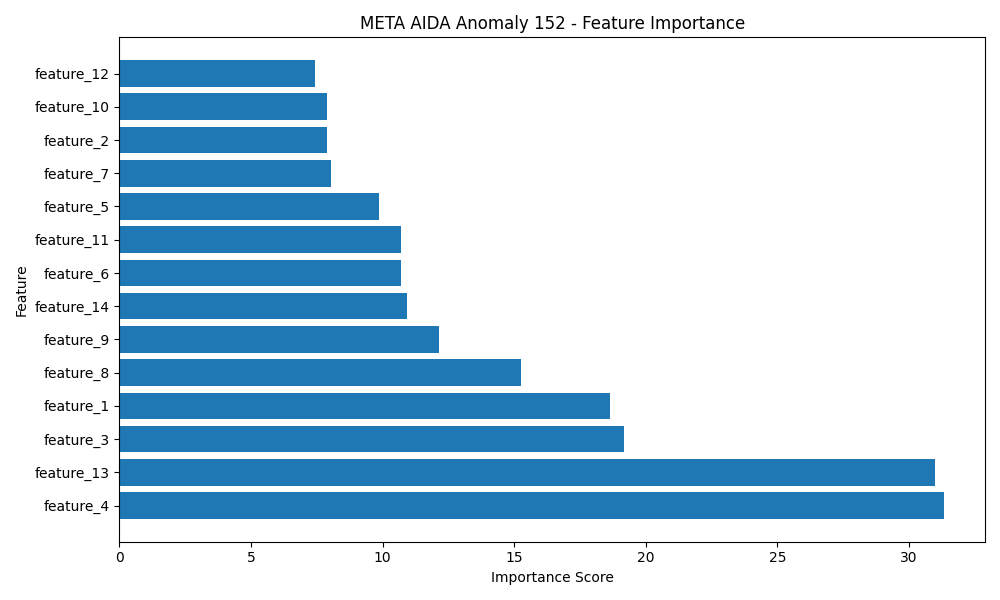 META AIDA Anomaly 152 - Feature Importance
feature_12
feature_10
feature_2
feature_7
feature_5
feature_11
feature_6
feature_14
feature_9
feature_8
feature_1
feature_3
feature_13
feature_4
Feature
0 5 10 15 20 25 30
Importance Score